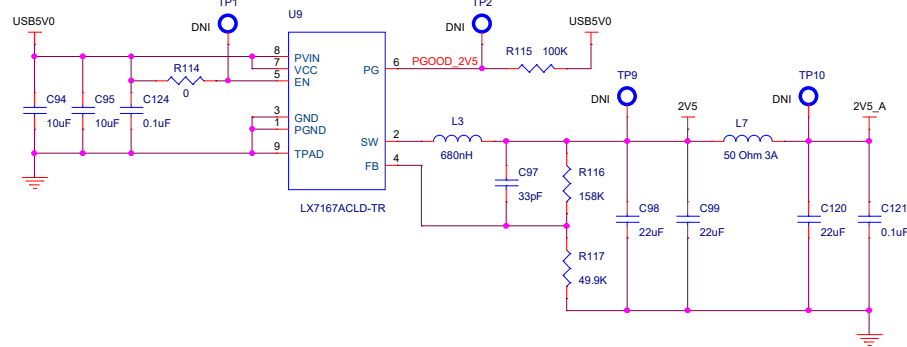 TP1
TP2
USB5V0
DNI
U9
DNI
USB5V0
R114
0
8
PVIN
7
VCC
5
EN
PG
6
PGOOD_2V5
R115
100K
C94
10uF
C95
10uF
C124
0.1uF
3
GND
1
PGND
9
TPAD
SW
2
FB
4
LX7167ACLD-TR
L3
680nH
TP9
DNI
2V5
TP10
DNI
2V5_A
L7
50 Ohm 3A
C97
33pF
R116
158K
R117
49.9K
C98
22uF
C99
22uF
C120
22uF
C121
0.1uF